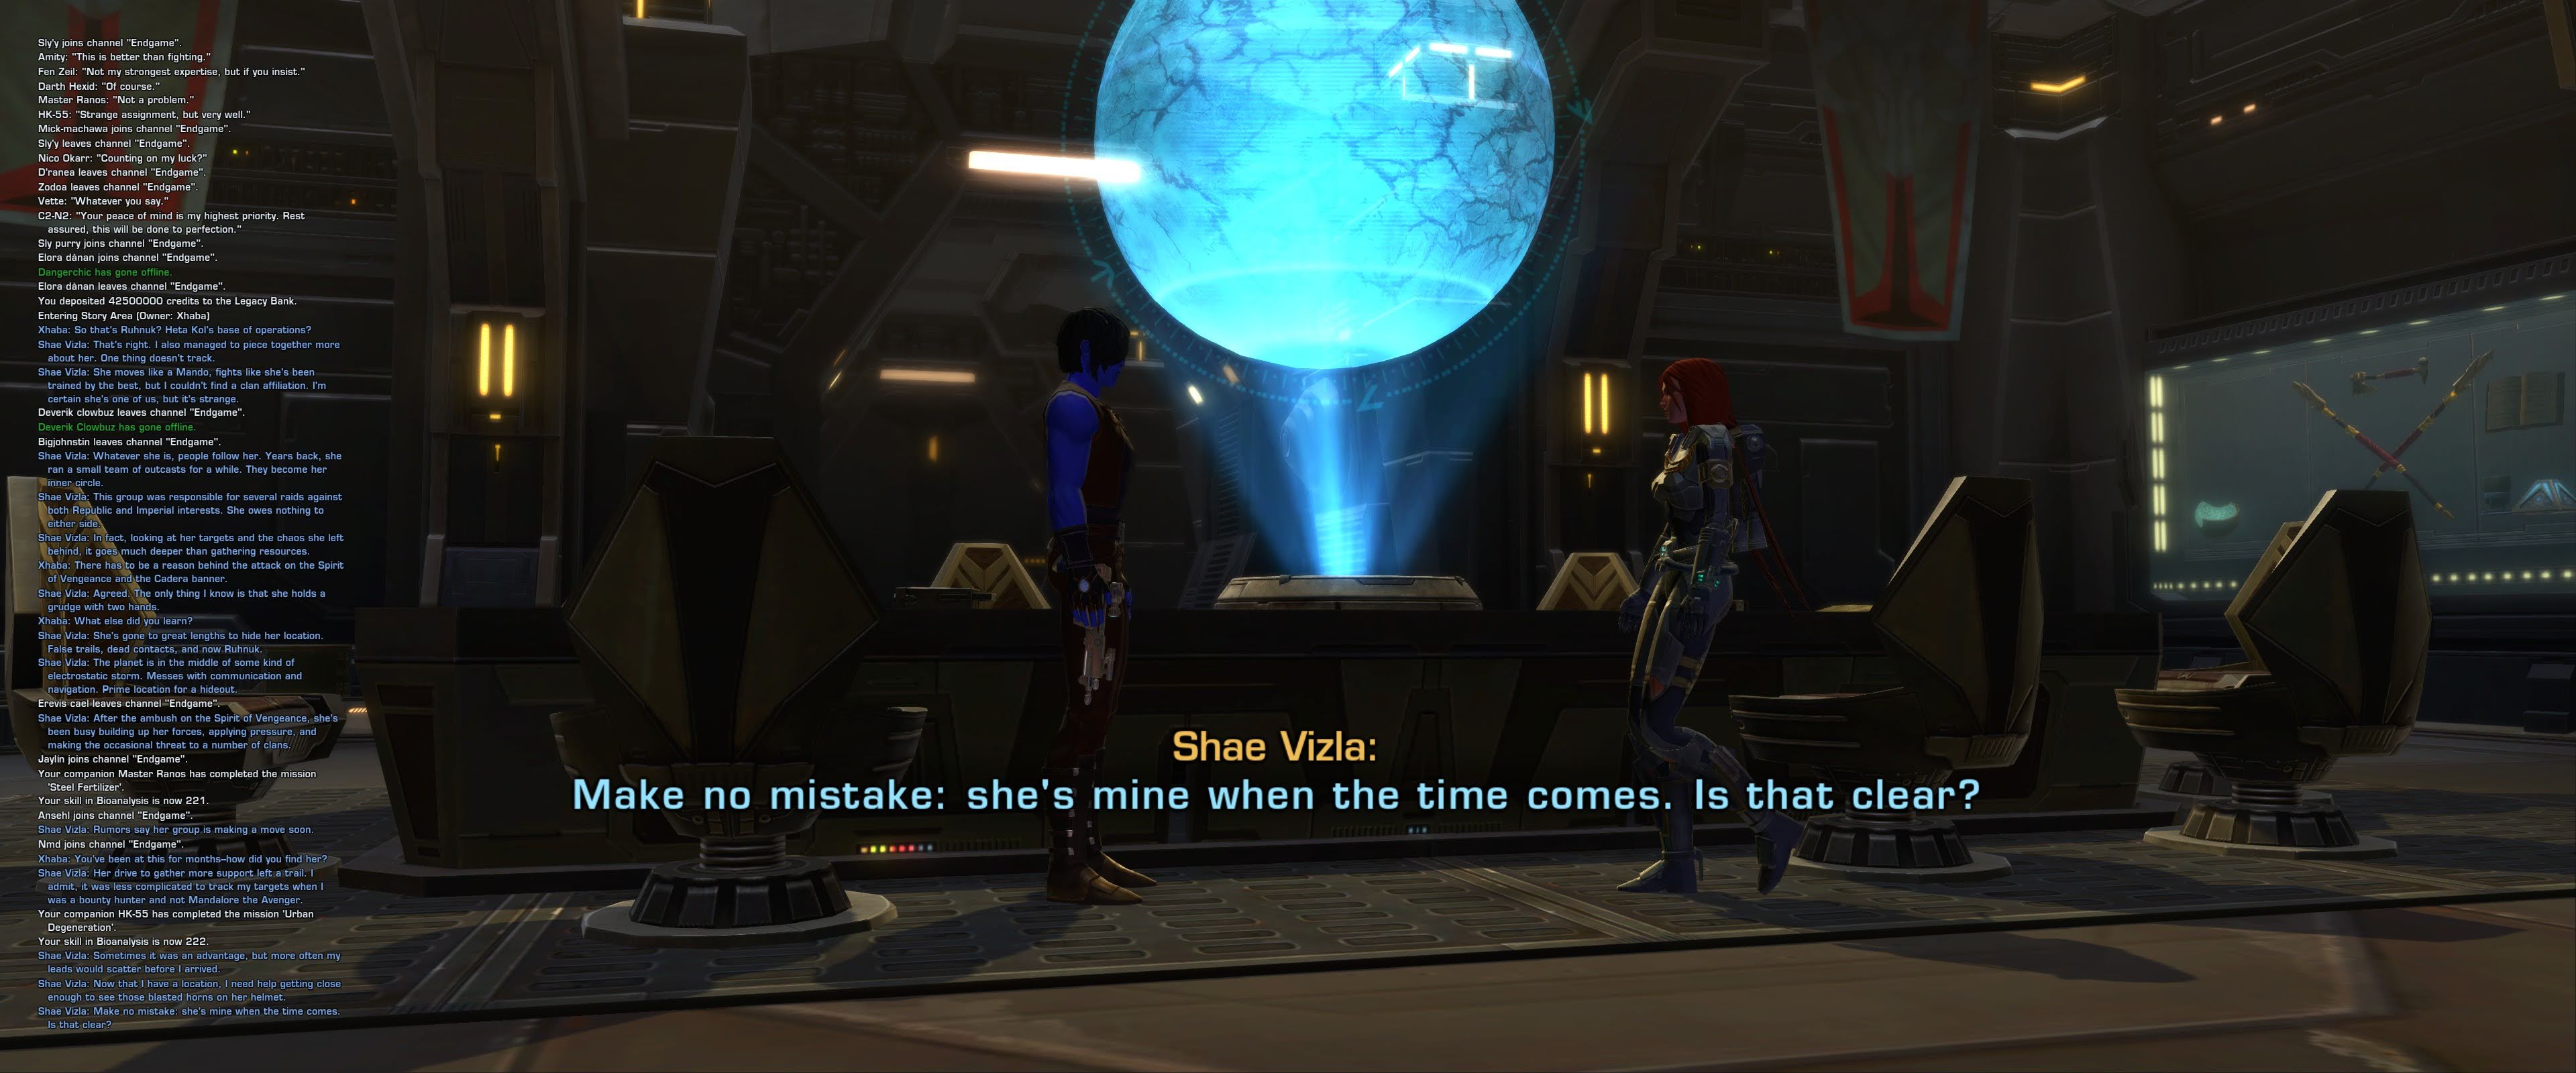 Sly'y joins channel "Endgame".
Amity: "This is better than fighting."
Fen Zeil: "Not my strongest expertise, but if you insist."
Darth Hexid: "Of course."
Master Ranos: "Not a problem."
HK-55: "Strange assignment, but very well."
Mick-machawa joins channel "Endgame".
Sly'y leaves channel "Endgame".
Nico Okarr: "Counting on my luck?"
D'ranea leaves channel "Endgame".
Zodoa leaves channel "Endgame".
Vette: "Whatever you say."
C2-N2: "Your peace of mind is my highest priority. Rest
assured, this will be done to perfection."
Sly purry joins channel "Endgame".
Elora dànan joins channel "Endgame".
Dangerchic has gone offline.
Elora dànan leaves channel "Endgame".
You deposited 42500000 credits to the Legacy Bank.
Entering Story Area (Owner: Xhaba)
Xhaba: So that's Ruhnuk? Heta Kol's base of operations?
Shae Vizla: That's right. I also managed to piece together more
about her. One thing doesn't track.
Shae Vizla: She moves like a Mando, fights like she's been
trained by the best, but I couldn't find a clan affiliation. I'm
certain she's one of us, but it's strange.
Deverik clowbuz leaves channel "Endgame".
Deverik Clowbuz has gone offline.
Bigjohnstin leaves channel "Endgame".
Shae Vizla: Whatever she is, people follow her. Years back, she
ran a small team of outcasts for a while. They become her
inner circle.
Shae Vizla: This group was responsible for several raids against
both Republic and Imperial interests. She owes nothing to
either side.
Shae Vizla: In fact, looking at her targets and the chaos she left
behind, it goes much deeper than gathering resources.
Xhaba: There has to be a reason behind the attack on the Spirit
of Vengeance and the Cadera banner.
Shae Vizla: Agreed. The only thing I know is that she holds a
grudge with two hands.
Xhaba: What else did you learn?
Shae Vizla: She's gone to great lengths to hide her location.
False trails, dead contacts, and now Ruhnuk.
Shae Vizla: The planet is in the middle of some kind of
electrostatic storm. Messes with communication and
navigation. Prime location for a hideout.
Erevis cael leaves channel "Endgame".
Shae Vizla: After the ambush on the Spirit of Vengeance, she's
been busy building up her forces, applying pressure, and
making the occasional threat to a number of clans.
Jaylin joins channel "Endgame".
Your companion Master Ranos has completed the mission
'Steel Fertilizer'.
Your skill in Bioanalysis is now 221.
Ansehl joins channel "Endgame".
Shae Vizla: Rumors say her group is making a move soon.
Nmd joins channel "Endgame".
Xhaba: You've been at this for months—how did you find her?
Shae Vizla: Her drive to gather more support left a trail. I
admit, it was less complicated to track my targets when I
was a bounty hunter and not Mandalore the Avenger.
Your companion HK-55 has completed the mission 'Urban
Degeneration'.
Your skill in Bioanalysis is now 222.
Shae Vizla: Sometimes it was an advantage, but more often my
leads would scatter before I arrived.
Shae Vizla: Now that I have a location, I need help getting close
enough to see those blasted horns on her helmet.
Shae Vizla: Make no mistake: she's mine when the time comes.
Is that clear?
Shae Vizla:
Make no mistake: she's mine when the time comes. Is that clear?